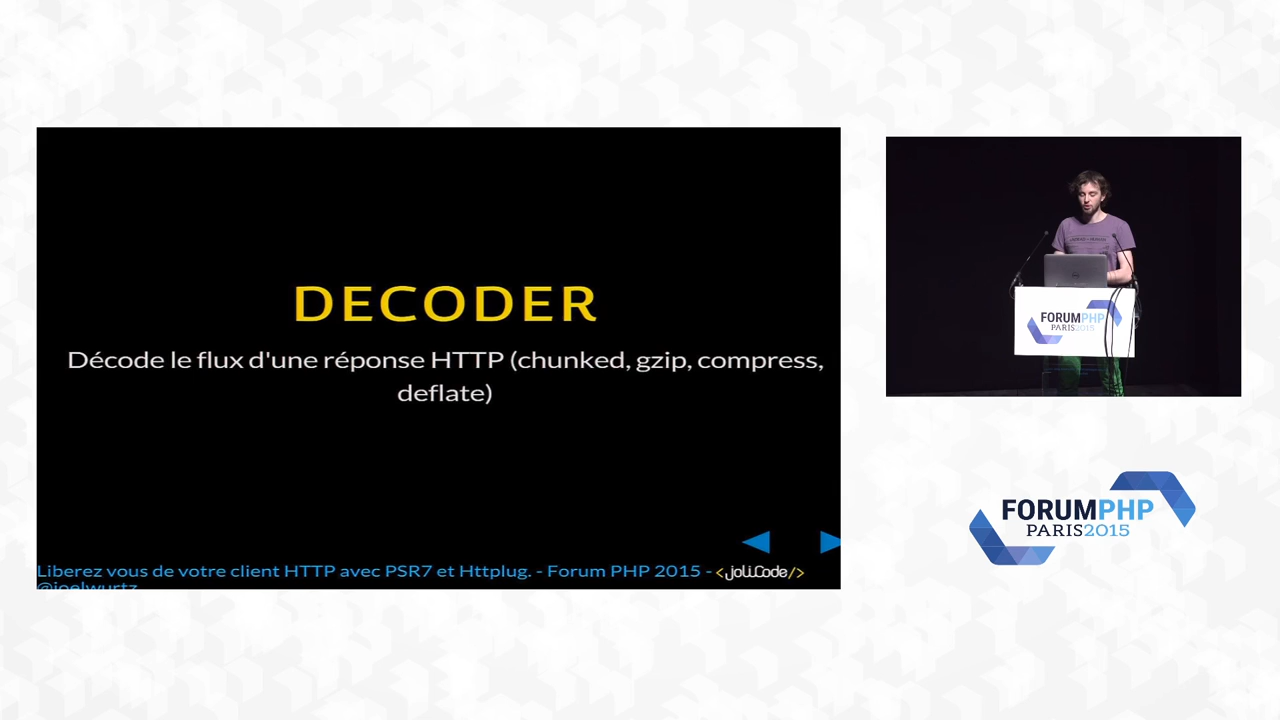 DECODER
Décode le flux d'une réponse HTTP (chunked, gzip, compress,
deflate)
Liberez vous de votre client HTTP avec PSR7 et Httplug. - Forum PHP 2015 - <joliCode/>
@joelwurtz
FORUMPHP
PARIS2015
FORUMPHP
PARIS2015